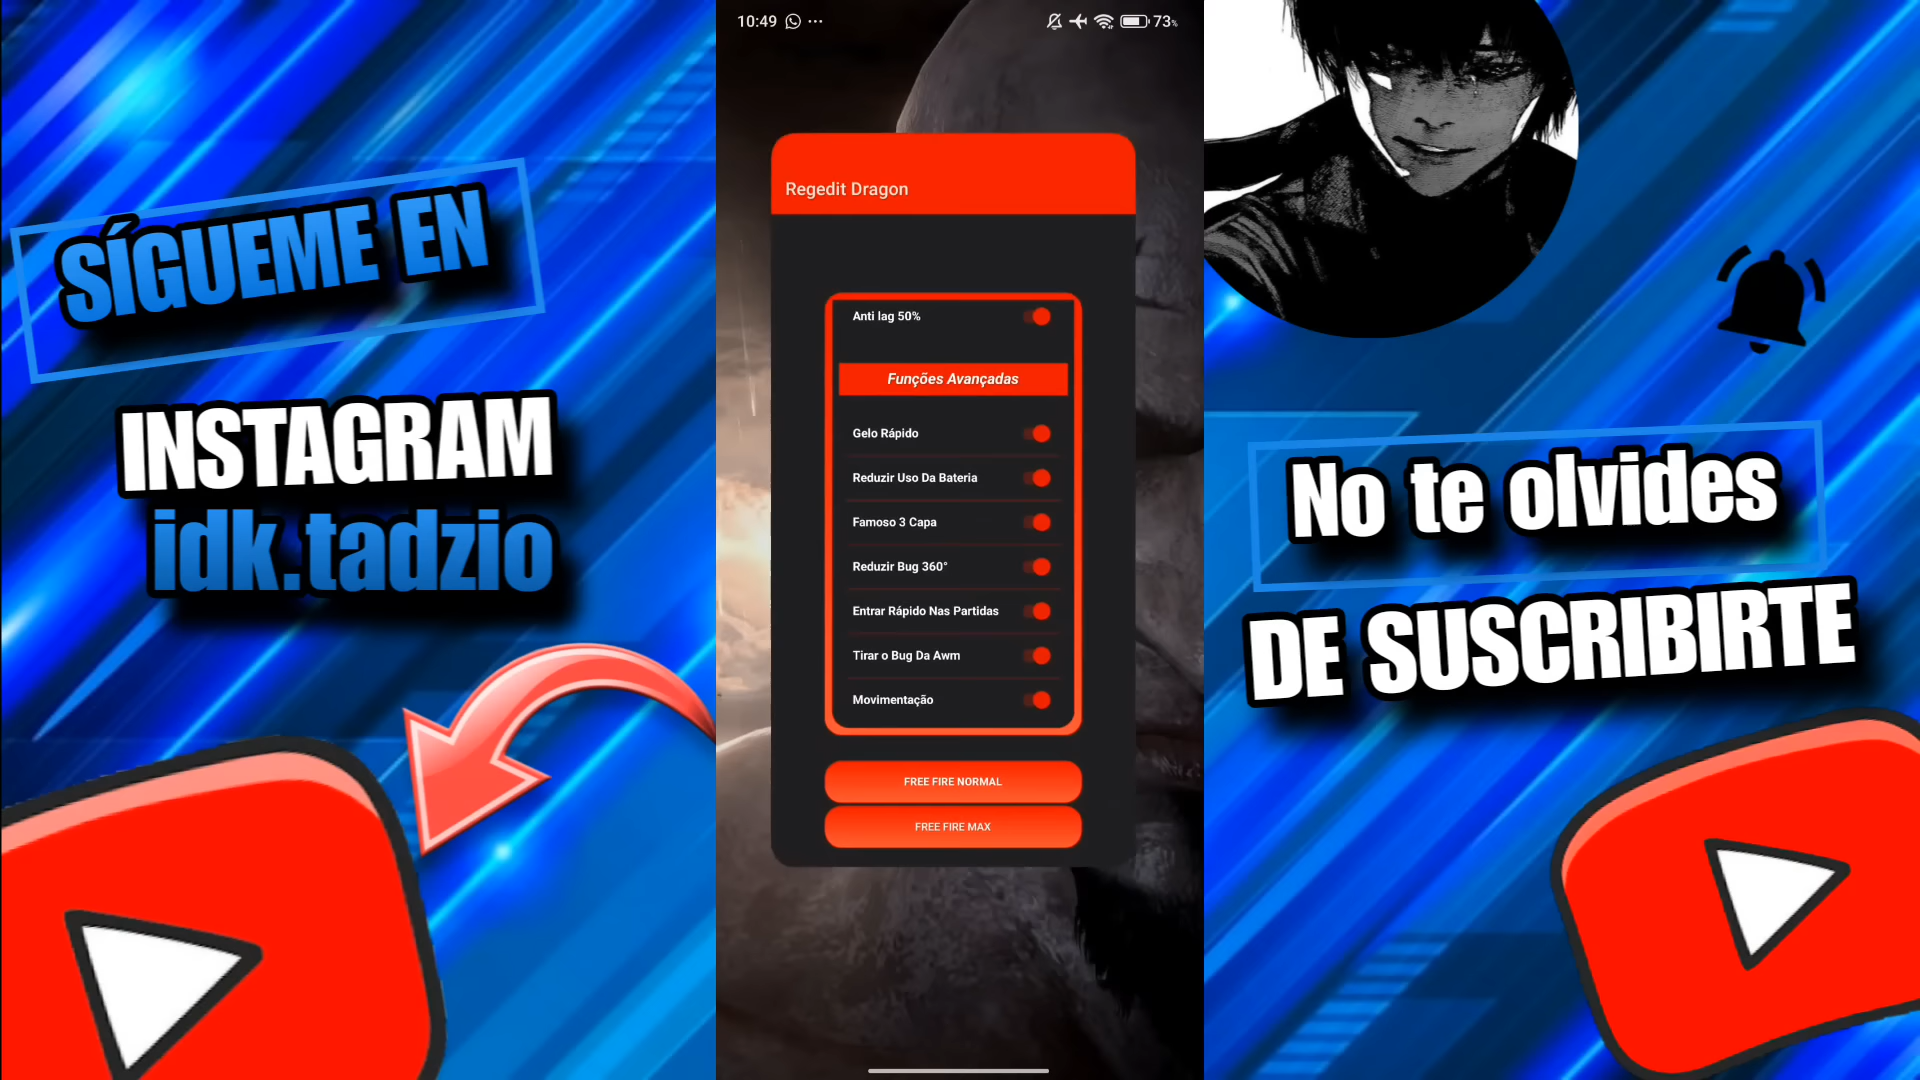 SÍGUEME EN
INSTAGRAM
idk.tadzio
10:49
73%
Regedit Dragon
Anti lag 50%
Funções Avançadas
Gelo Rápido
Reduzir Uso Da Bateria
Famoso 3 Capa
Reduzir Bug 360°
Entrar Rápido Nas Partidas
Tirar o Bug Da Awm
Movimentação
FREE FIRE NORMAL
FREE FIRE MAX
No te olvides
DE SUSCRIBIRTE